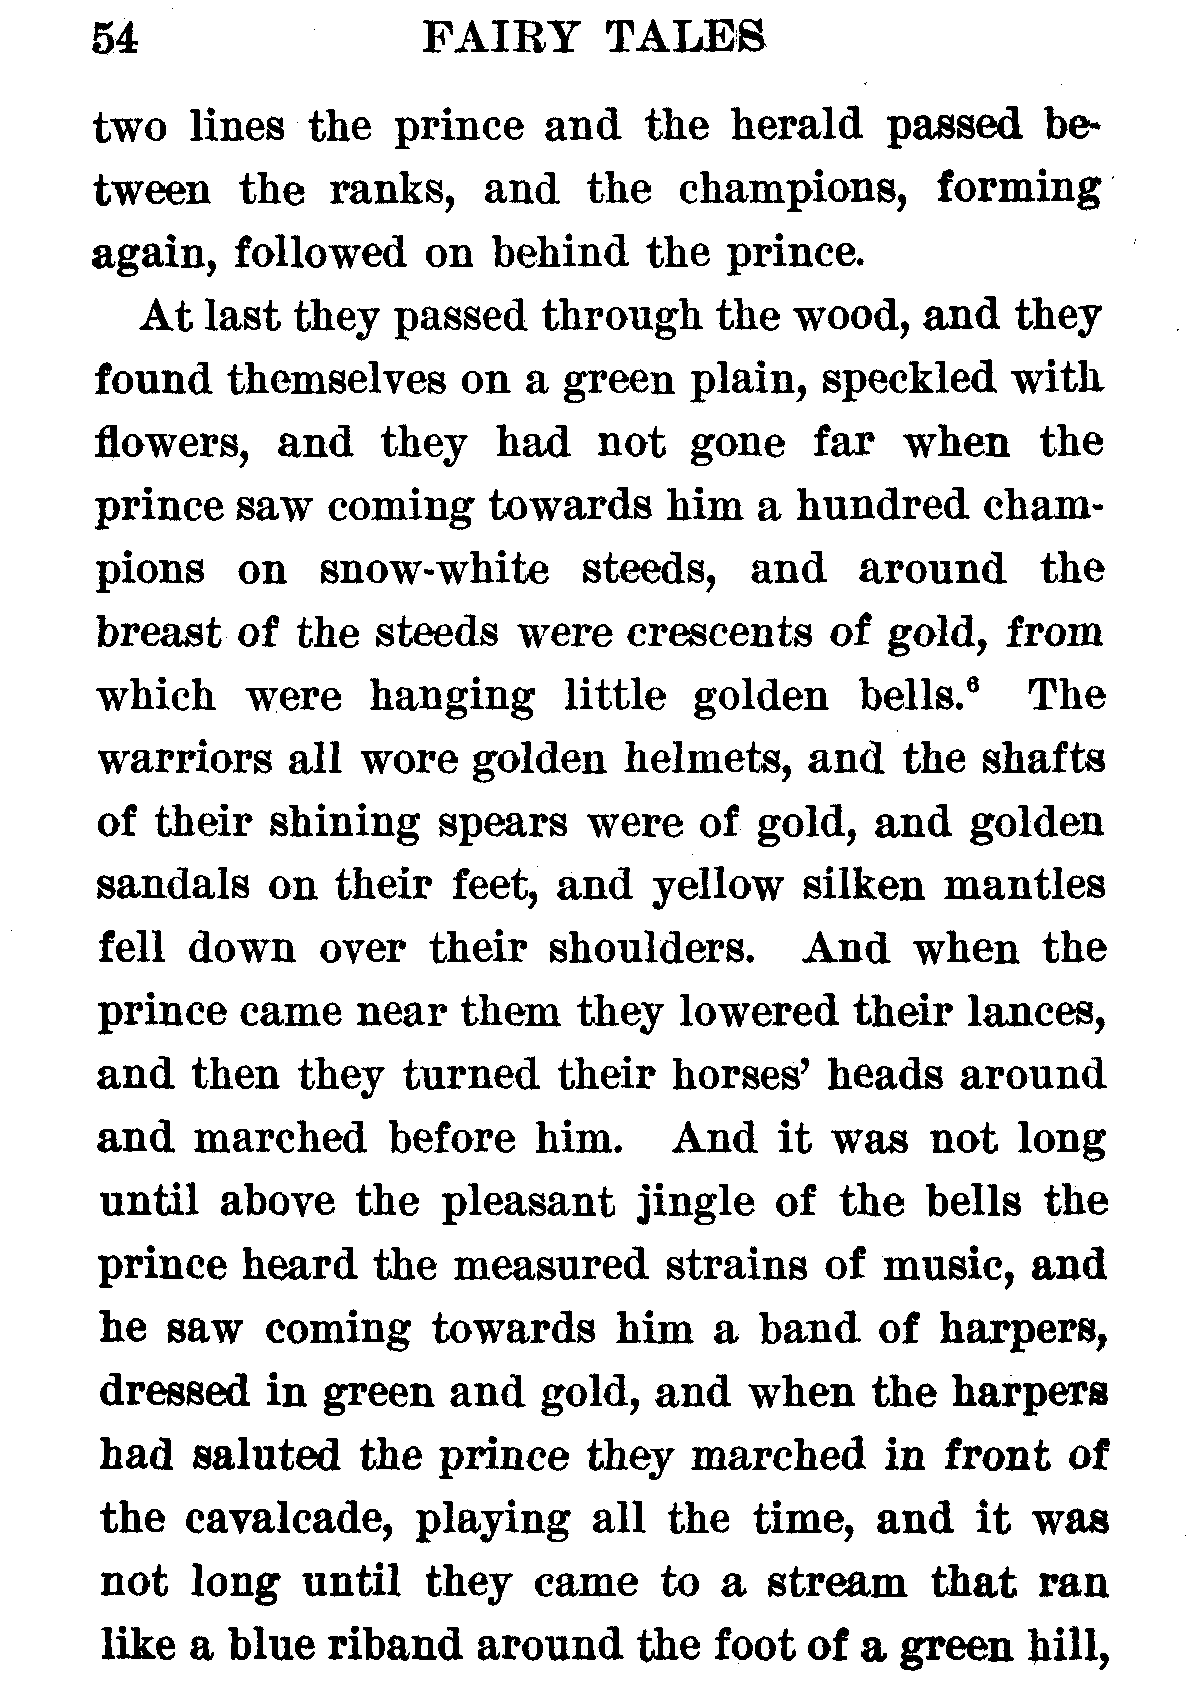 54 FAIRY TALES
two lines the prince and the herald passed be-
tween the ranks, and the champions, forming
again, followed on behind the prince.
At last they passed through the wood, and they
found themselves on a green plain, speckled with
flowers, and they had not gone far when the
prince saw coming towards him a hundred cham-
pions on snow-white steeds, and around the
breast of the steeds were crescents of gold, from
which were hanging little golden bells.⁶ The
warriors all wore golden helmets, and the shafts
of their shining spears were of gold, and golden
sandals on their feet, and yellow silken mantles
fell down over their shoulders. And when the
prince came near them they lowered their lances,
and then they turned their horses' heads around
and marched before him. And it was not long
until above the pleasant jingle of the bells the
prince heard the measured strains of music, and
he saw coming towards him a band of harpers,
dressed in green and gold, and when the harpers
had saluted the prince they marched in front of
the cavalcade, playing all the time, and it was
not long until they came to a stream that ran
like a blue riband around the foot of a green hill,